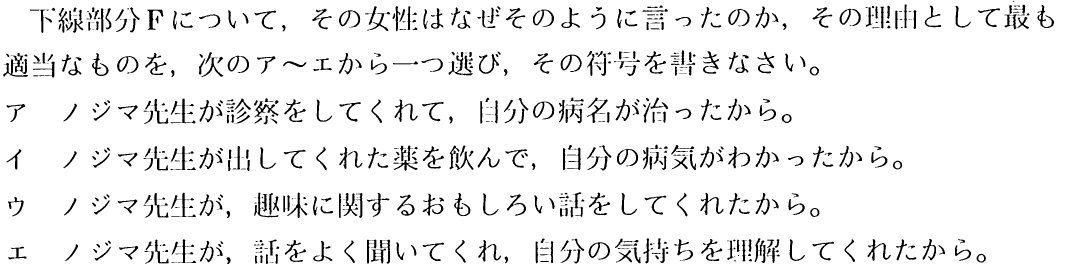 下線部分Fについて，その女性はなぜそのように言ったのか，その理由として最も
適当なものを，次のア～エから一つ選び，その符号を書きなさい。
ア　ノジマ先生が診察をしてくれて，自分の病名が治ったから。
イ　ノジマ先生が出してくれた薬を飲んで，自分の病気がわかったから。
ウ　ノジマ先生が，趣味に関するおもしろい話をしてくれたから。
エ　ノジマ先生が，話をよく聞いてくれ，自分の気持ちを理解してくれたから。